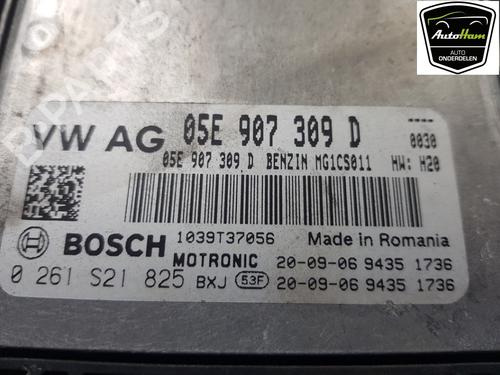 AutoHam
AUTO
ONDERDELEN
VW AG 05E 907 309 D
----
0030
05E 907 309 D BENZIN MG1CS011 HW: H20
BOSCH 1039T37056 Made in Romania
MOTRONIC 20-09-06 9435 1736
0 261 S21 825 BXJ 53F 20-09-06 9435 1736